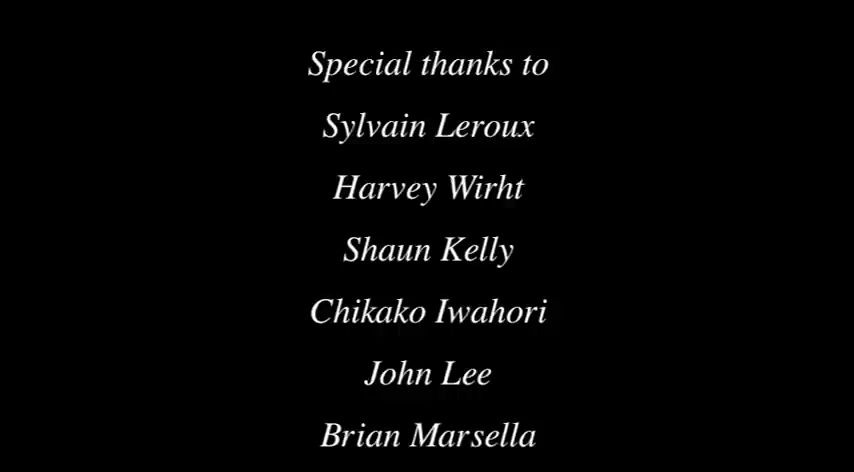 Special thanks to
Sylvain Leroux
Harvey Wirht
Shaun Kelly
Chikako Iwahori
John Lee
Brian Marsella